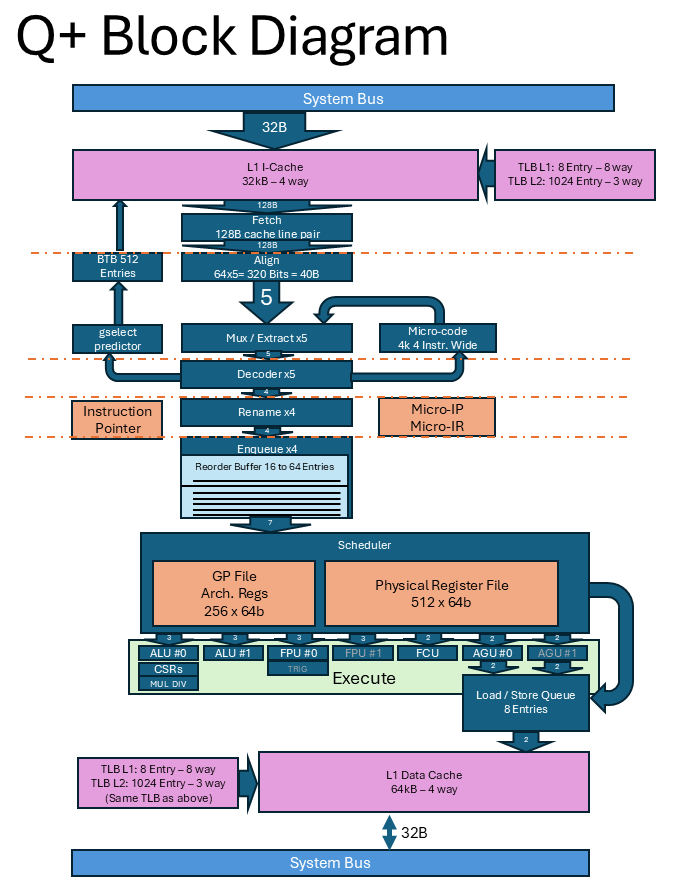 Q+ Block Diagram
System Bus
32B
L1 I-Cache
32kB – 4 way
TLB L1: 8 Entry – 8 way
TLB L2: 1024 Entry – 3 way
128B
Fetch
128B cache line pair
128B
BTB 512
Entries
Align
64x5= 320 Bits = 40B
5
gselect
predictor
Mux / Extract x5
Micro-code
4k 4 Instr. Wide
5
Decoder x5
4
Instruction
Pointer
Rename x4
Micro-IP
Micro-IR
4
Enqueue x4
Reorder Buffer 16 to 64 Entries
7
Scheduler
GP File
Arch. Regs
256 x 64b
Physical Register File
512 x 64b
3 3 3 3 2 2 2
ALU #0 ALU #1 FPU #0 FPU #1 FCU AGU #0 AGU #1
CSRs TRIG 2 2
MUL DIV
Execute
Load / Store Queue
8 Entries
2
TLB L1: 8 Entry – 8 way
TLB L2: 1024 Entry – 3 way
(Same TLB as above)
L1 Data Cache
64kB – 4 way
32B
System Bus